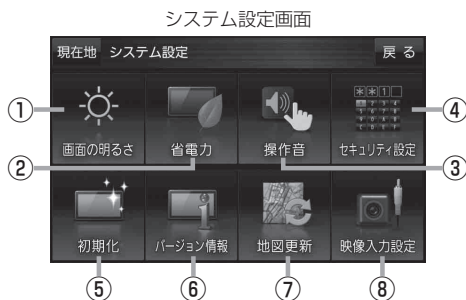 システム設定画面
現在地 システム設定 戻る
① ④
画面の明るさ 省電力 操作音 セキュリティ設定
② ③
初期化 バージョン情報 地図更新 映像入力設定
⑤ ⑥ ⑦ ⑧